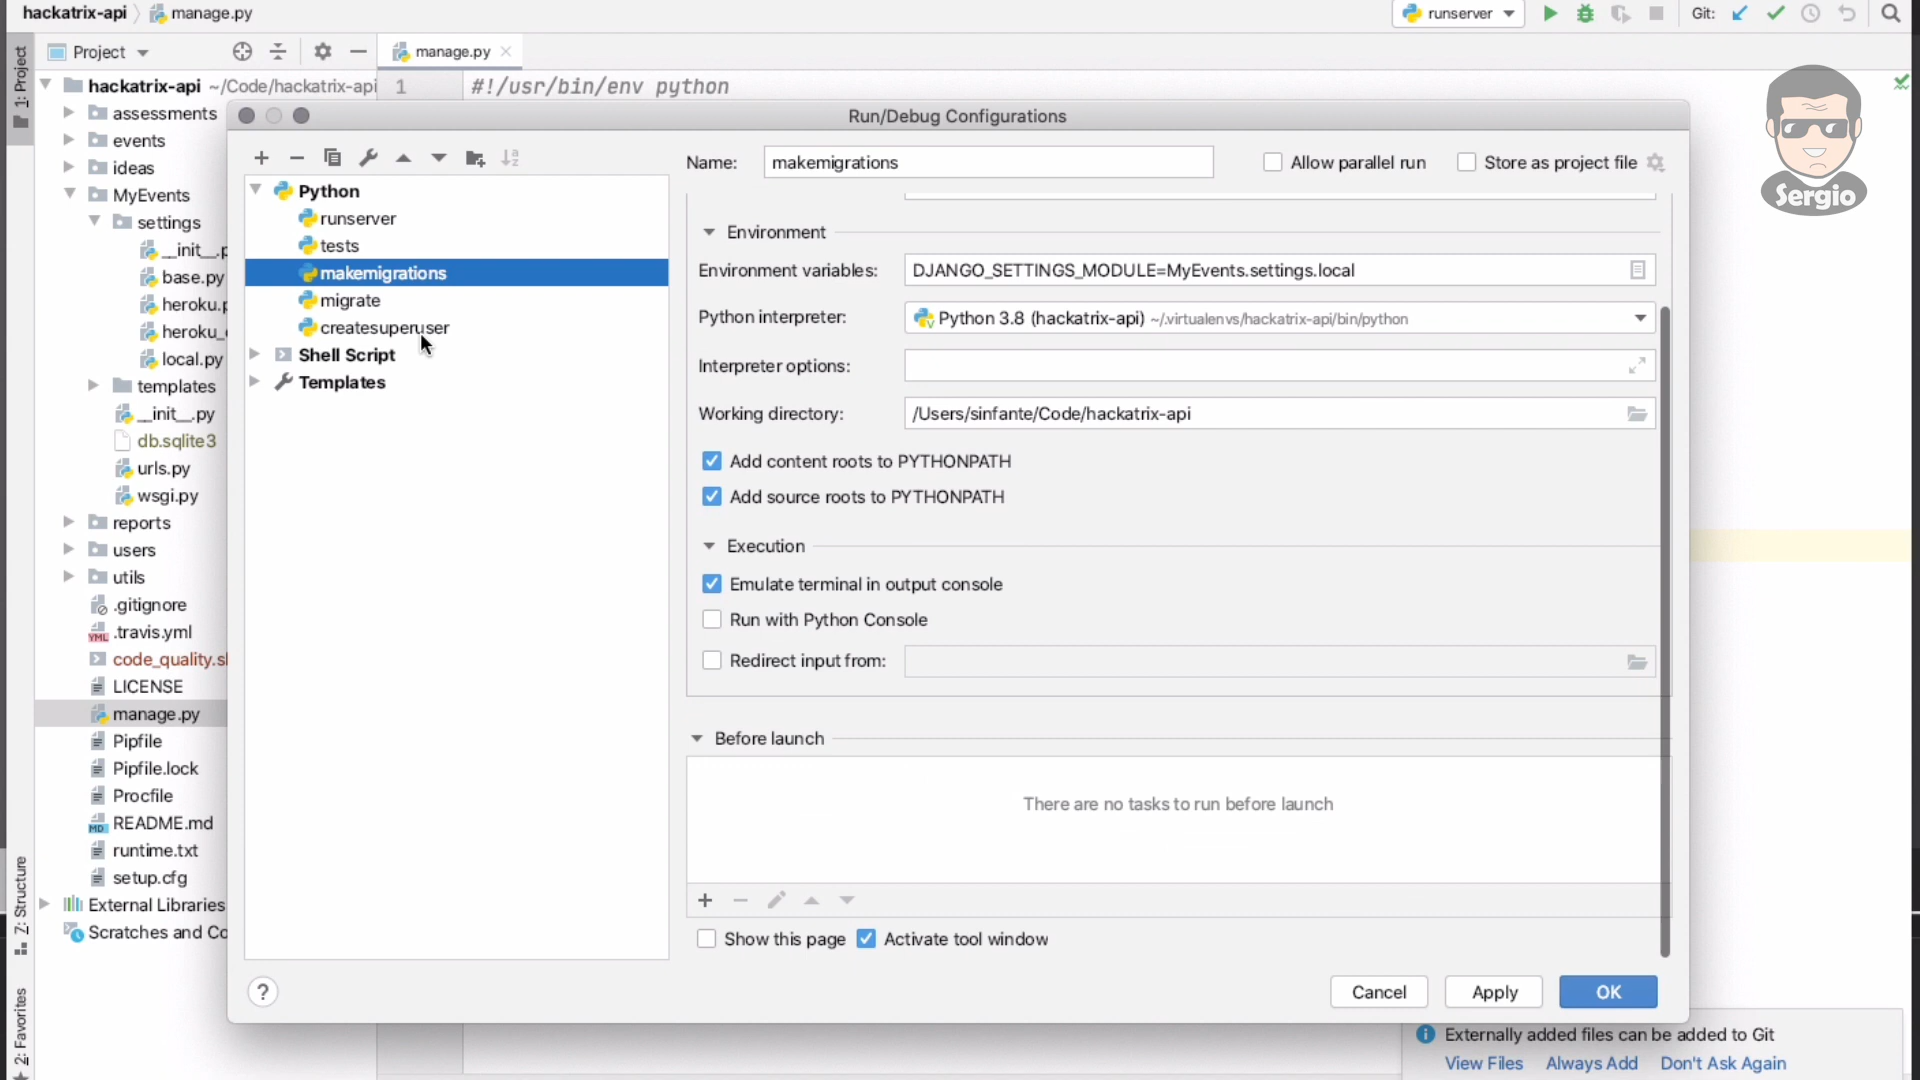 hackatrix-api manage.py
runserver
Git:
1: Project
Project
manage.py
hackatrix-api ~/Code/hackatrix-api
1 #!/usr/bin/env python
assessments
events
ideas
MyEvents
settings
__init__.p
base.py
heroku.p
heroku_
local.py
templates
__init__.py
db.sqlite3
urls.py
wsgi.py
reports
users
utils
.gitignore
.travis.yml
code_quality.s
LICENSE
manage.py
Pipfile
Pipfile.lock
Procfile
README.md
runtime.txt
setup.cfg
External Libraries
Scratches and Co
Z: Structure
2: Favorites
Run/Debug Configurations
Python
runserver
tests
makemigrations
migrate
createsuperuser
Shell Script
Templates
Name: makemigrations
Allow parallel run
Store as project file
Environment
Environment variables: DJANGO_SETTINGS_MODULE=MyEvents.settings.local
Python interpreter: Python 3.8 (hackatrix-api) ~/.virtualenvs/hackatrix-api/bin/python
Interpreter options:
Working directory: /Users/sinfante/Code/hackatrix-api
Add content roots to PYTHONPATH
Add source roots to PYTHONPATH
Execution
Emulate terminal in output console
Run with Python Console
Redirect input from:
Before launch
There are no tasks to run before launch
Show this page
Activate tool window
?
Cancel
Apply
OK
Externally added files can be added to Git
View Files Always Add Don't Ask Again
Sergio